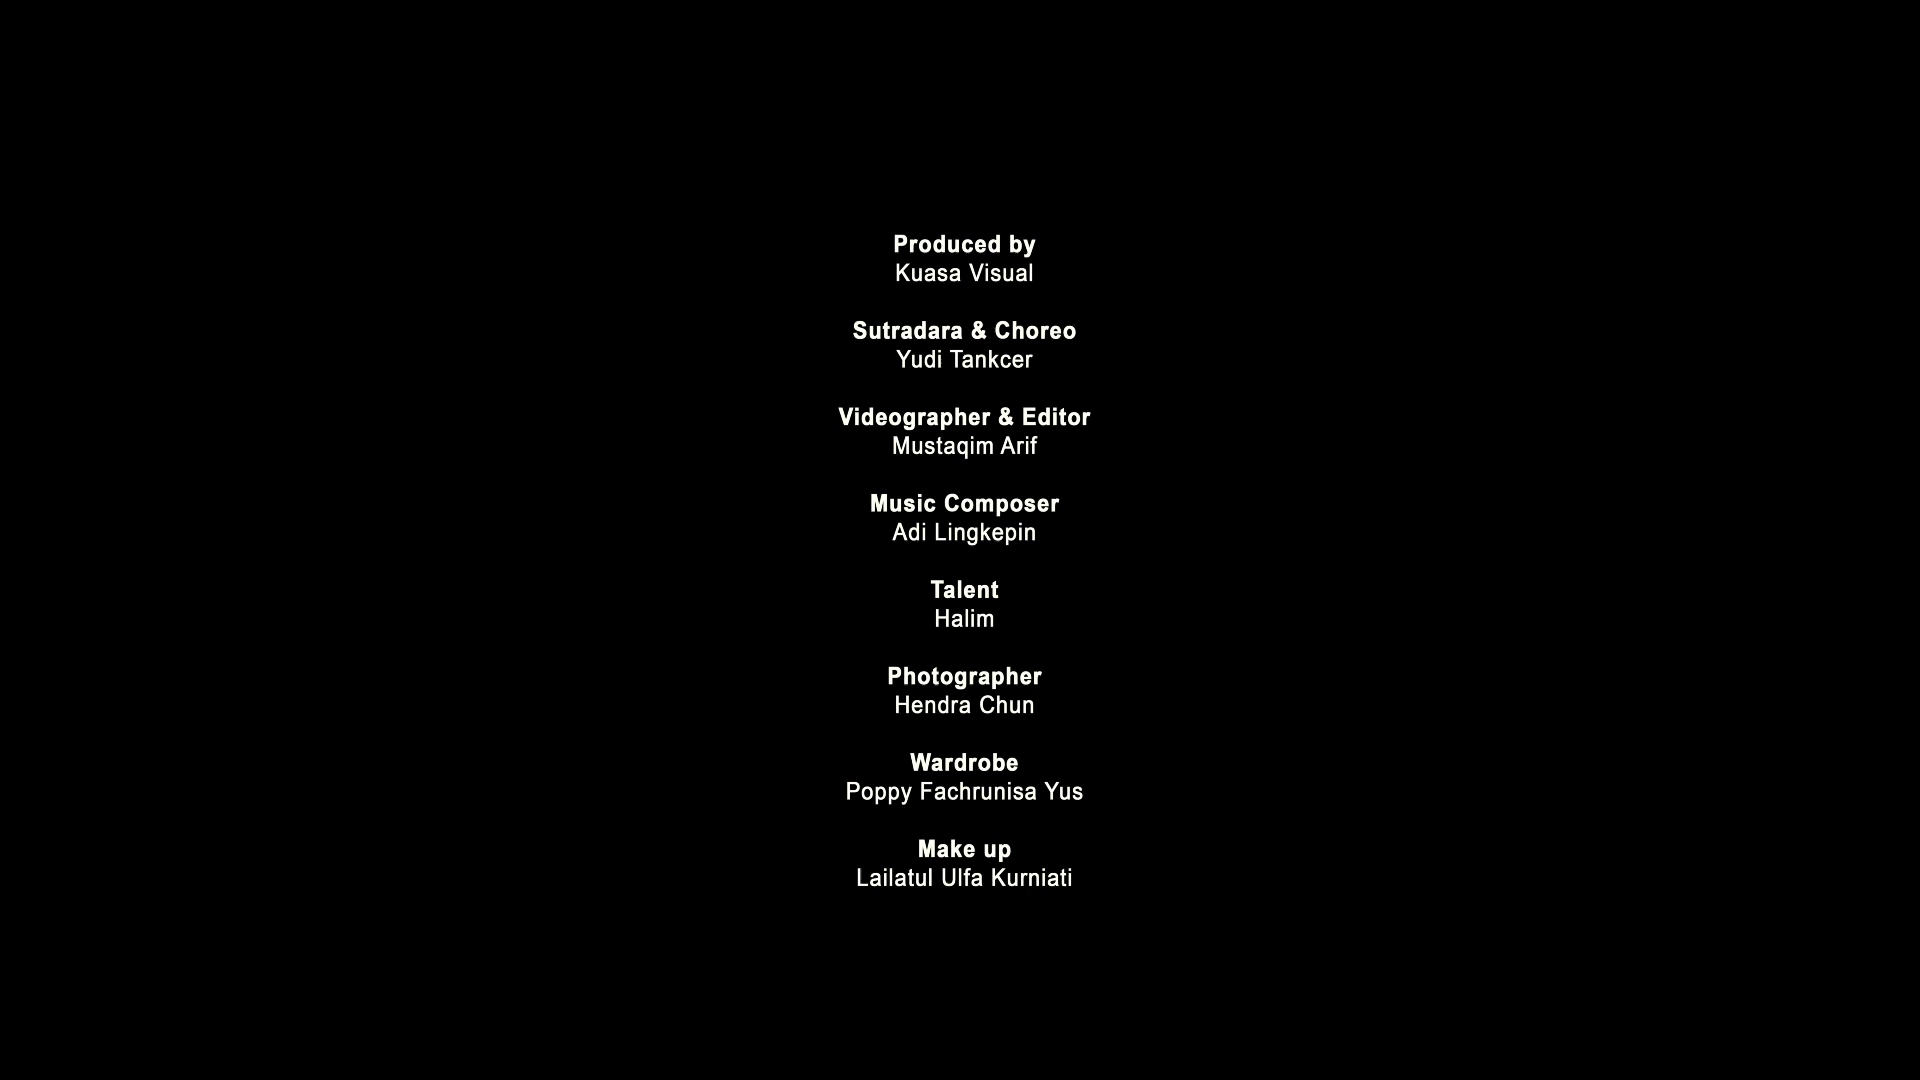 Produced by
Kuasa Visual
Sutradara & Choreo
Yudi Tankcer
Videographer & Editor
Mustaqim Arif
Music Composer
Adi Lingkepin
Talent
Halim
Photographer
Hendra Chun
Wardrobe
Poppy Fachrunisa Yus
Make up
Lailatul Ulfa Kurniati